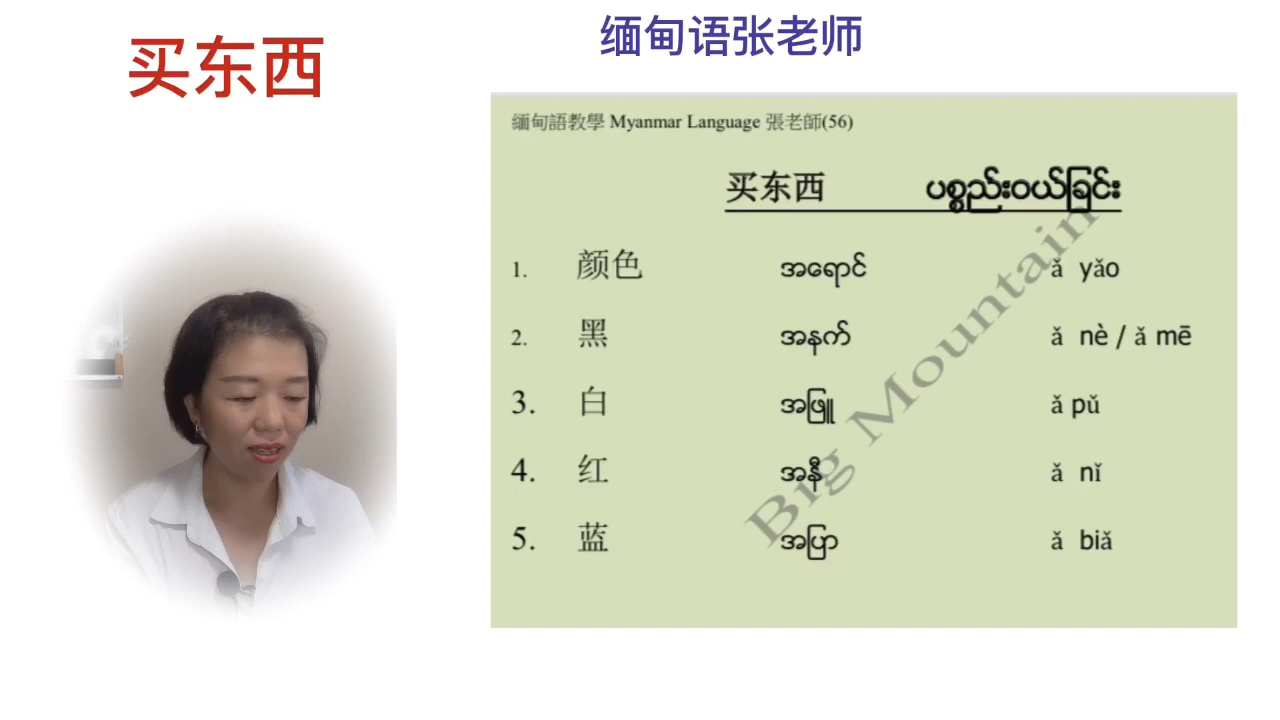 买东西
缅甸语张老师
缅甸語教學 Myanmar Language 張老師(56)
买东西 ပစ္စည်းဝယ်ခြင်း
1. 颜色 အရောင် ǎ yǎo
2. 黑 အနက် ǎ nè / ǎ mē
3. 白 အဖြူ ǎ pǔ
4. 红 အနီ ǎ nǐ
5. 蓝 အပြာ ǎ biǎ
Big Mountain